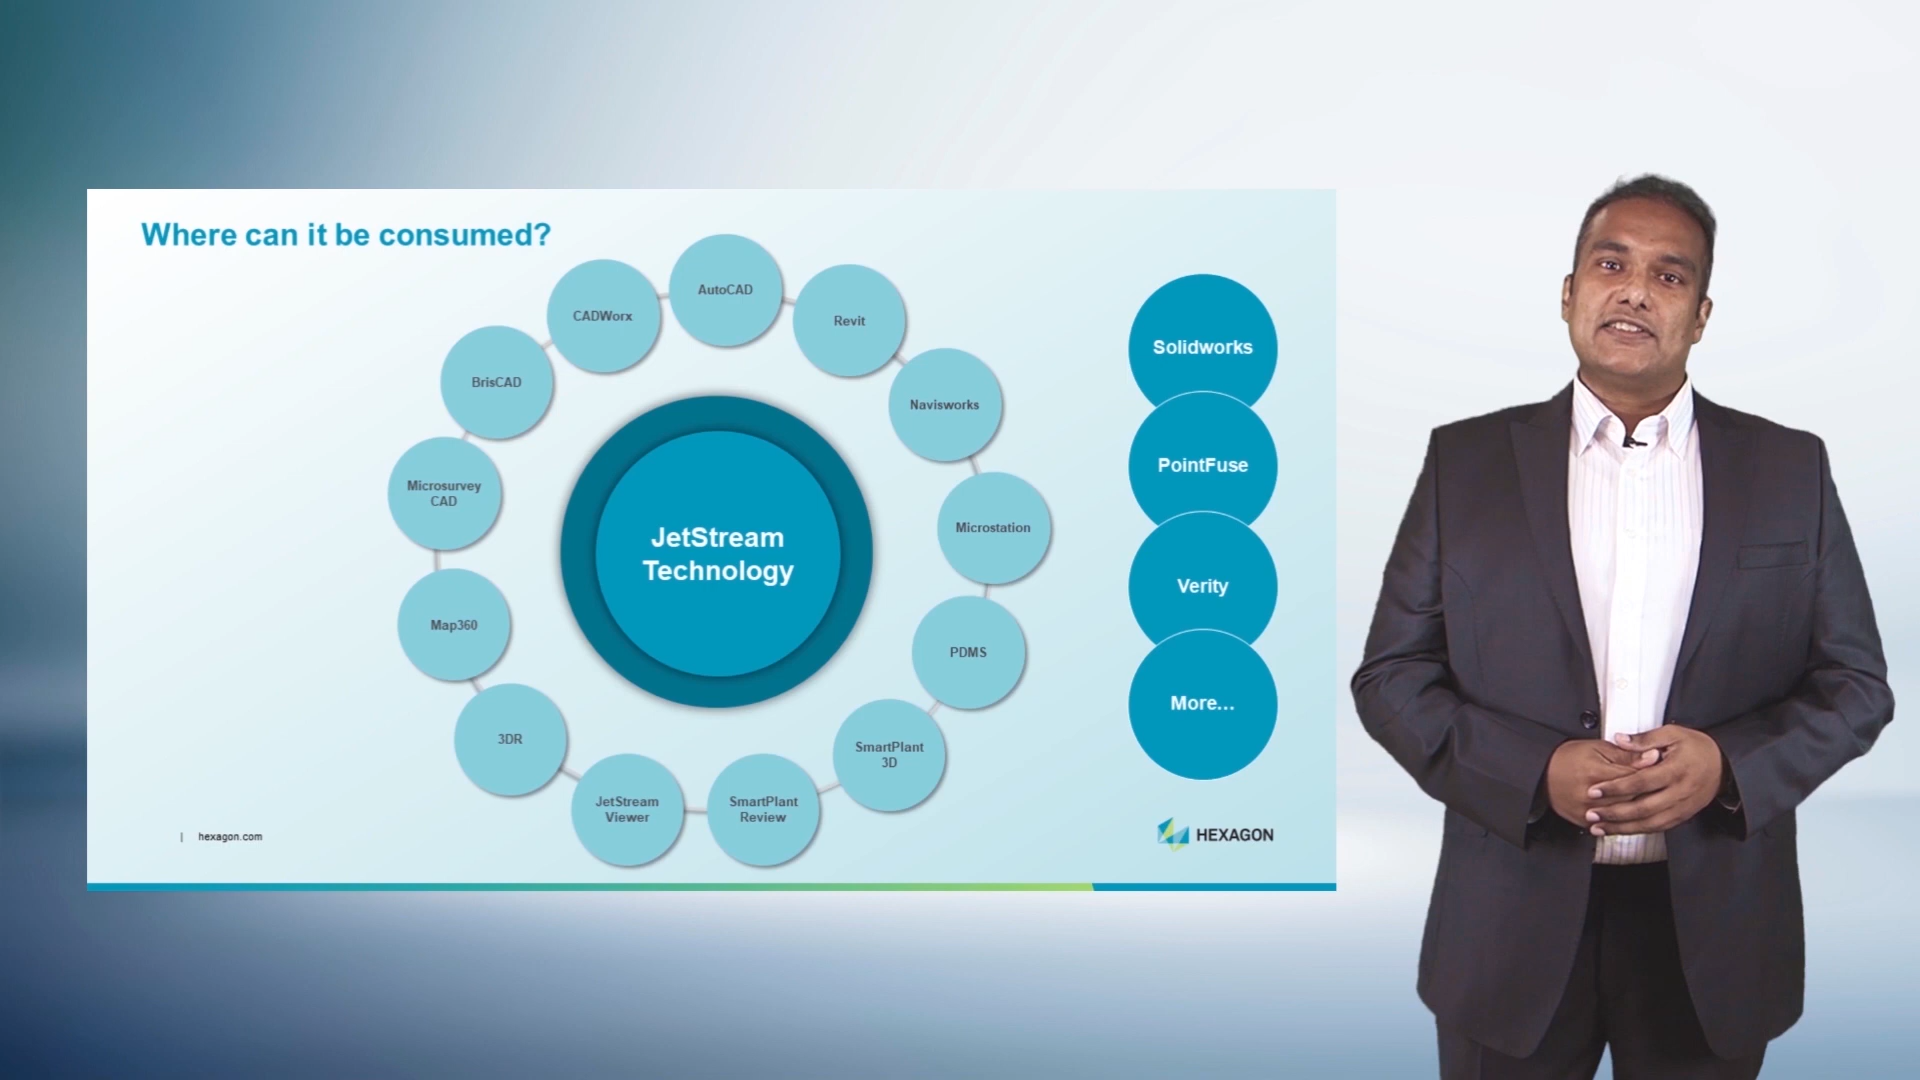 Where can it be consumed?
AutoCAD
Revit
Navisworks
Microstation
PDMS
SmartPlant
3D
SmartPlant
Review
JetStream
Viewer
3DR
Map360
Microsurvey
CAD
BrisCAD
CADWorx
JetStream
Technology
Solidworks
PointFuse
Verity
More...
| hexagon.com
HEXAGON